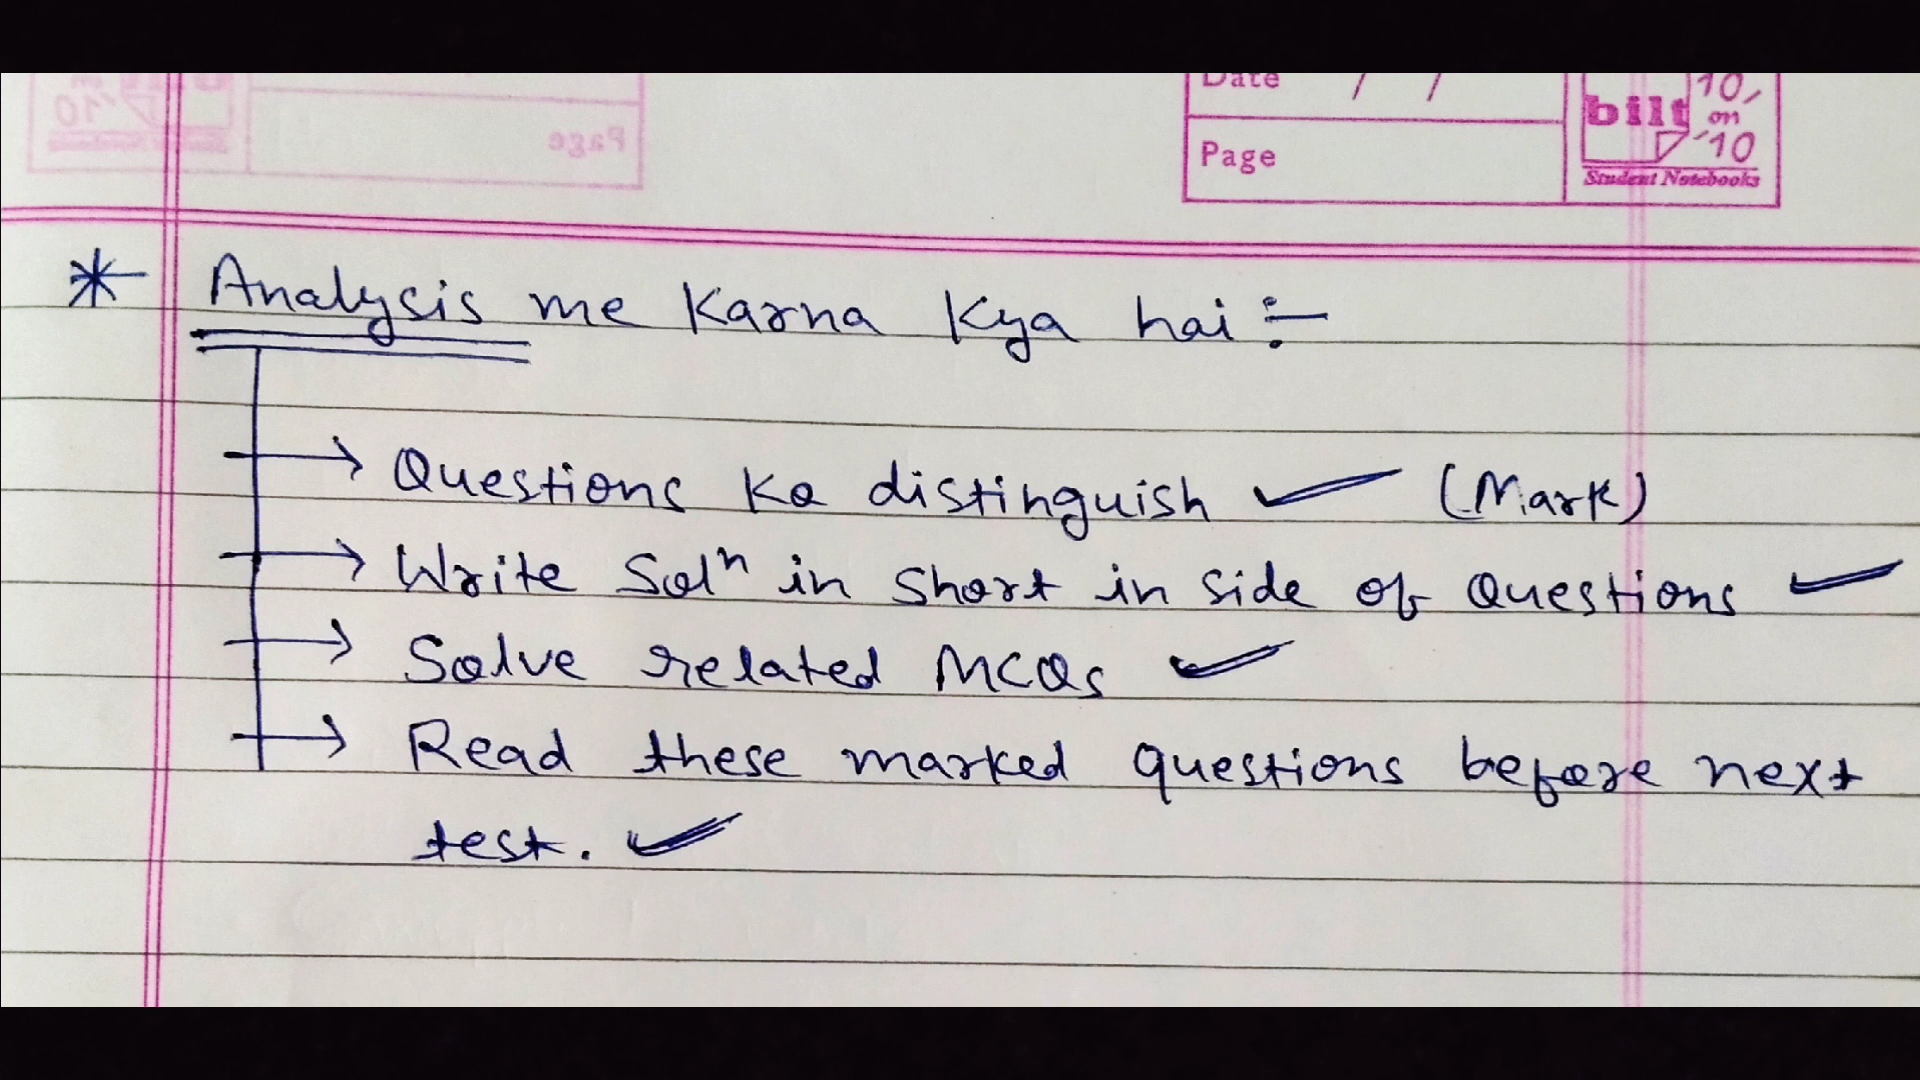 Date / /
Page
bilt 10 on 10
Student Notebooks
Page
* Analysis me Karna Kya hai :-
→ Questions Ka distinguish ✓ (Mark)
→ Write Solⁿ in Short in side of Questions ✓
→ Solve related MCQs ✓
→ Read these marked questions before next
test. ✓